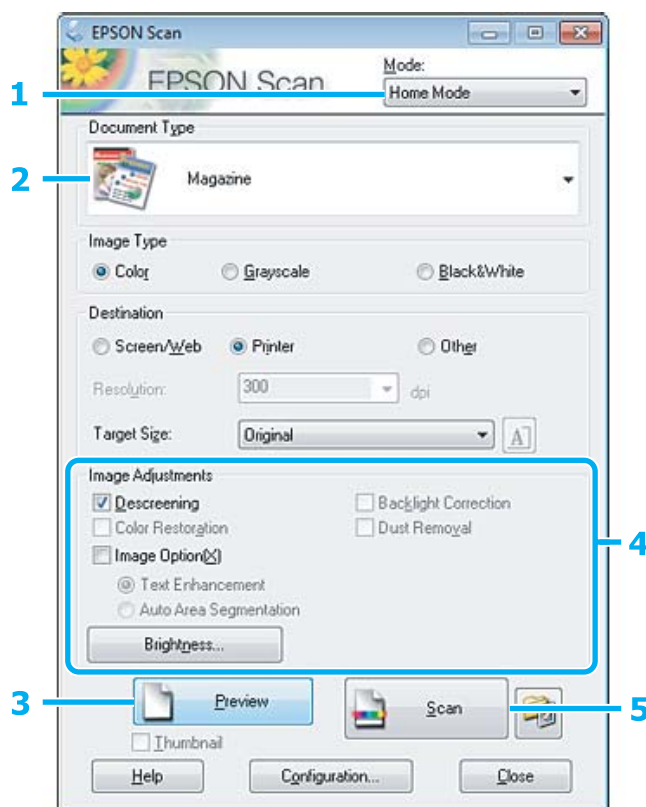 EPSON Scan
EPSON Scan
Mode:
1
Home Mode
Document Type
2
Magazine
Image Type
Color Grayscale Black&White
Destination
Screen/Web Printer Other
Resolution: 300 dpi
Target Size: Original A
Image Adjustments
Descreening Backlight Correction
Color Restoration Dust Removal
4
Image Option(X)
Text Enhancement
Auto Area Segmentation
Brightness...
3 Preview Scan 5
Thumbnail
Help Configuration... Close